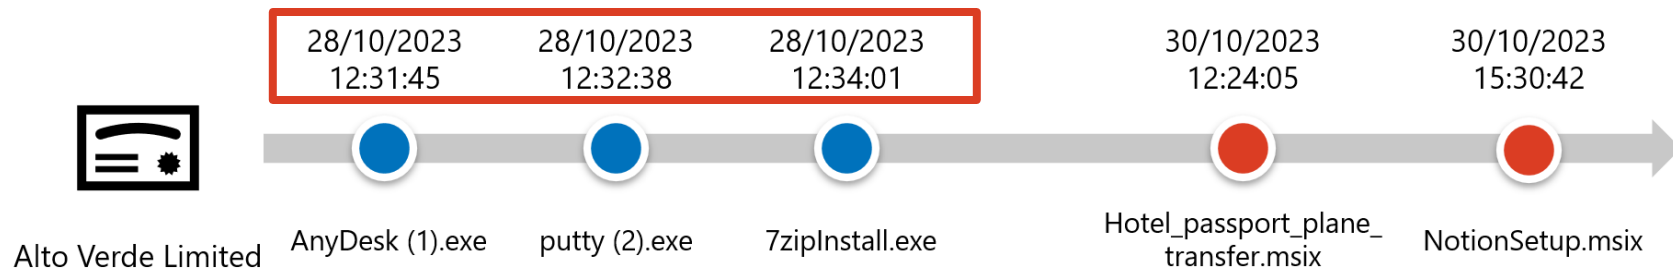 28/10/2023
12:31:45
28/10/2023
12:32:38
28/10/2023
12:34:01
30/10/2023
12:24:05
30/10/2023
15:30:42
Alto Verde Limited
AnyDesk (1).exe
putty (2).exe
7zipInstall.exe
Hotel_passport_plane_
transfer.msix
NotionSetup.msix